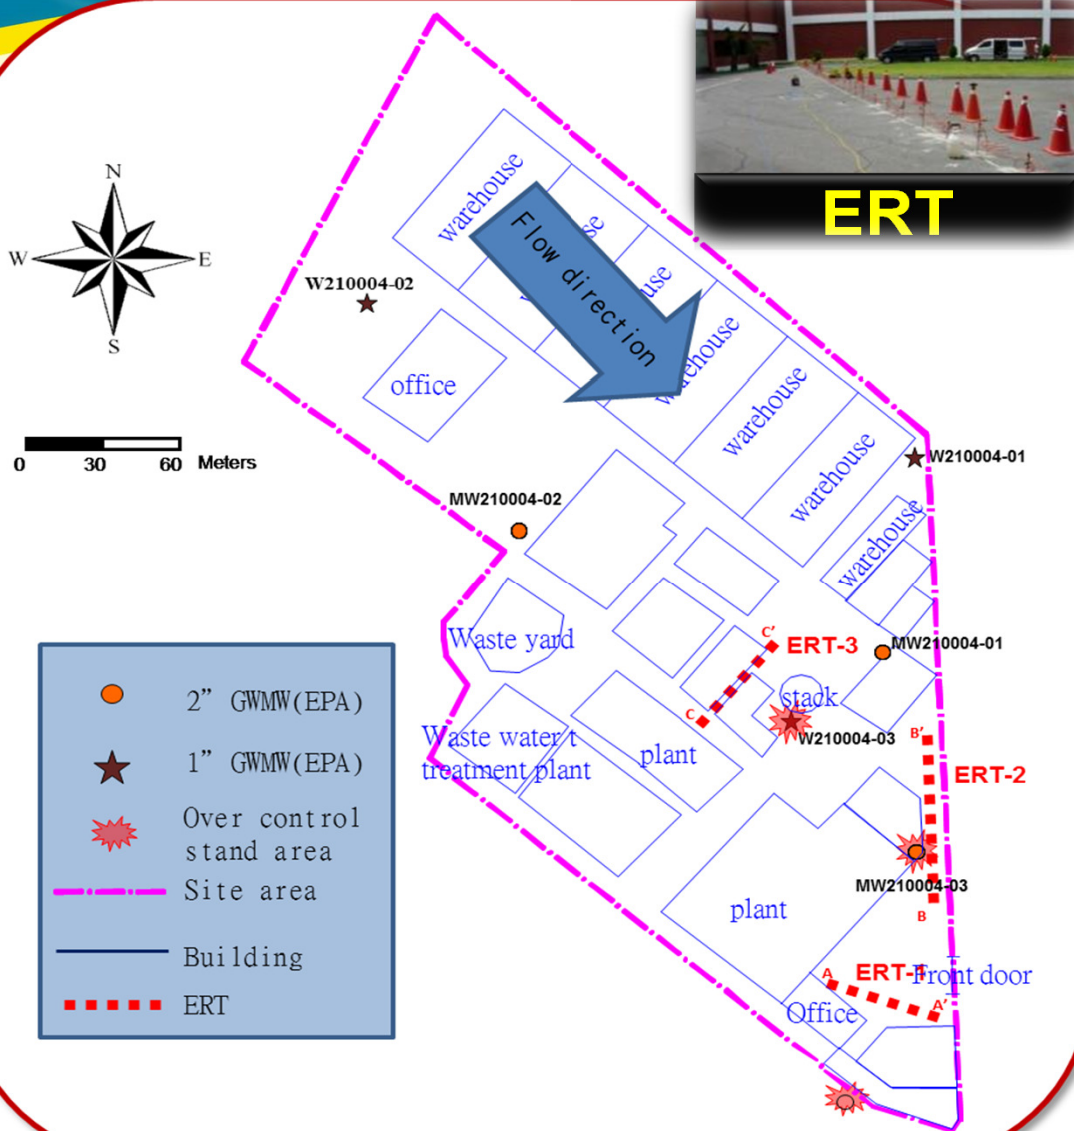 ERT
N
W
E
S
warehouse
use
use
warehouse
warehouse
warehouse
warehouse
Flow direction
W210004-02
office
0 30 60 Meters
W210004-01
MW210004-02
Waste yard
C'
ERT-3
MW210004-01
C
stack
W210004-03
B'
Waste water t
treatment plant
plant
ERT-2
MW210004-03
B
plant
A
ERT-1
Front door
A'
Office
2” GWMW(EPA)
1” GWMW(EPA)
Over control
stand area
Site area
Building
ERT